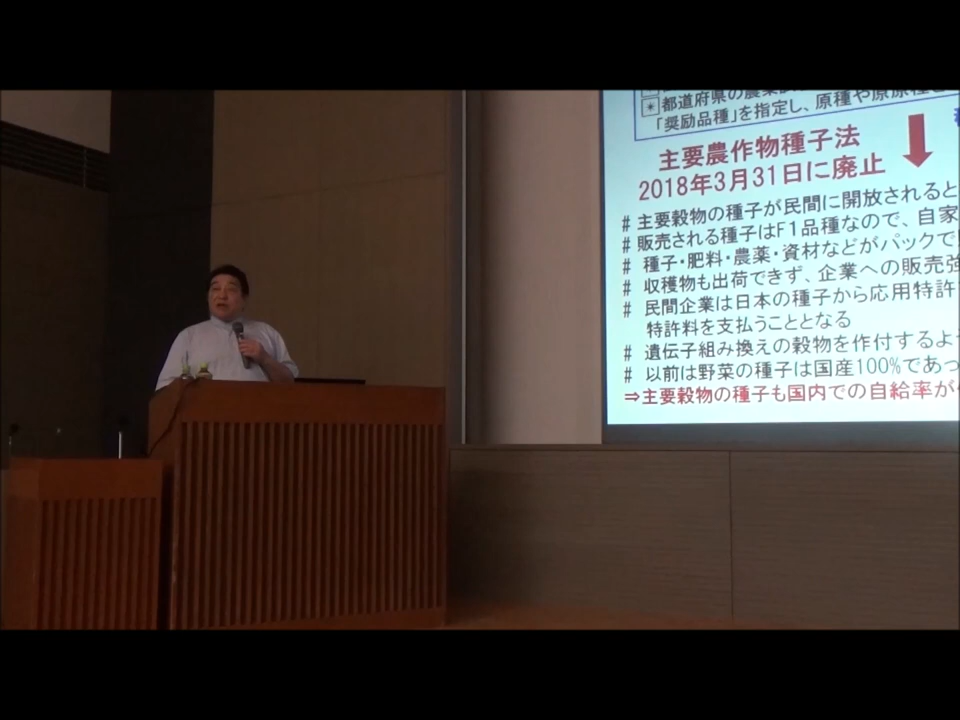 都道府県の農業
「奨励品種」を指定し、原種や原原種
主要農作物種子法
2018年3月31日に廃止
# 主要穀物の種子が民間に開放されると
# 販売される種子はF1品種なので、自家
# 種子・肥料・農薬・資材などがパックで
# 収穫物も出荷できず、企業への販売強
# 民間企業は日本の種子から応用特許
特許料を支払うこととなる
# 遺伝子組み換えの穀物を作付するよ
# 以前は野菜の種子は国産100%であっ
⇒主要穀物の種子も国内での自給率が